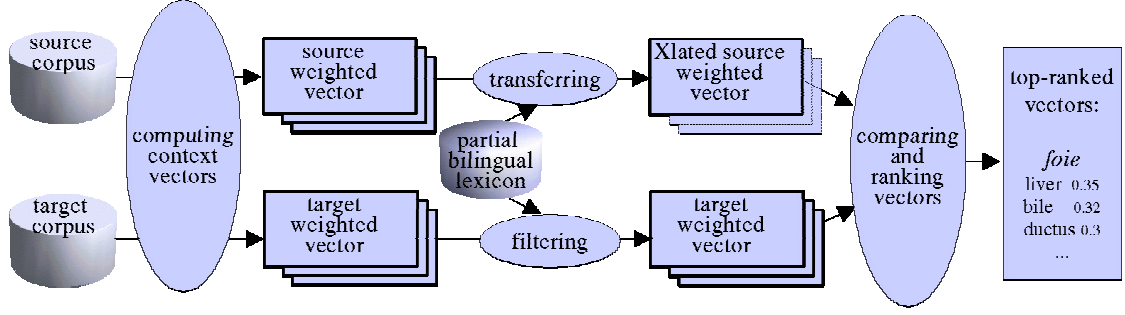 source
corpus
target
corpus
computing
context
vectors
source
weighted
vector
target
weighted
vector
transferring
partial
bilingual
lexicon
filtering
Xlated source
weighted
vector
target
weighted
vector
comparing
and
ranking
vectors
top-ranked
vectors:
foie
liver 0.35
bile 0.32
ductus 0.3
...